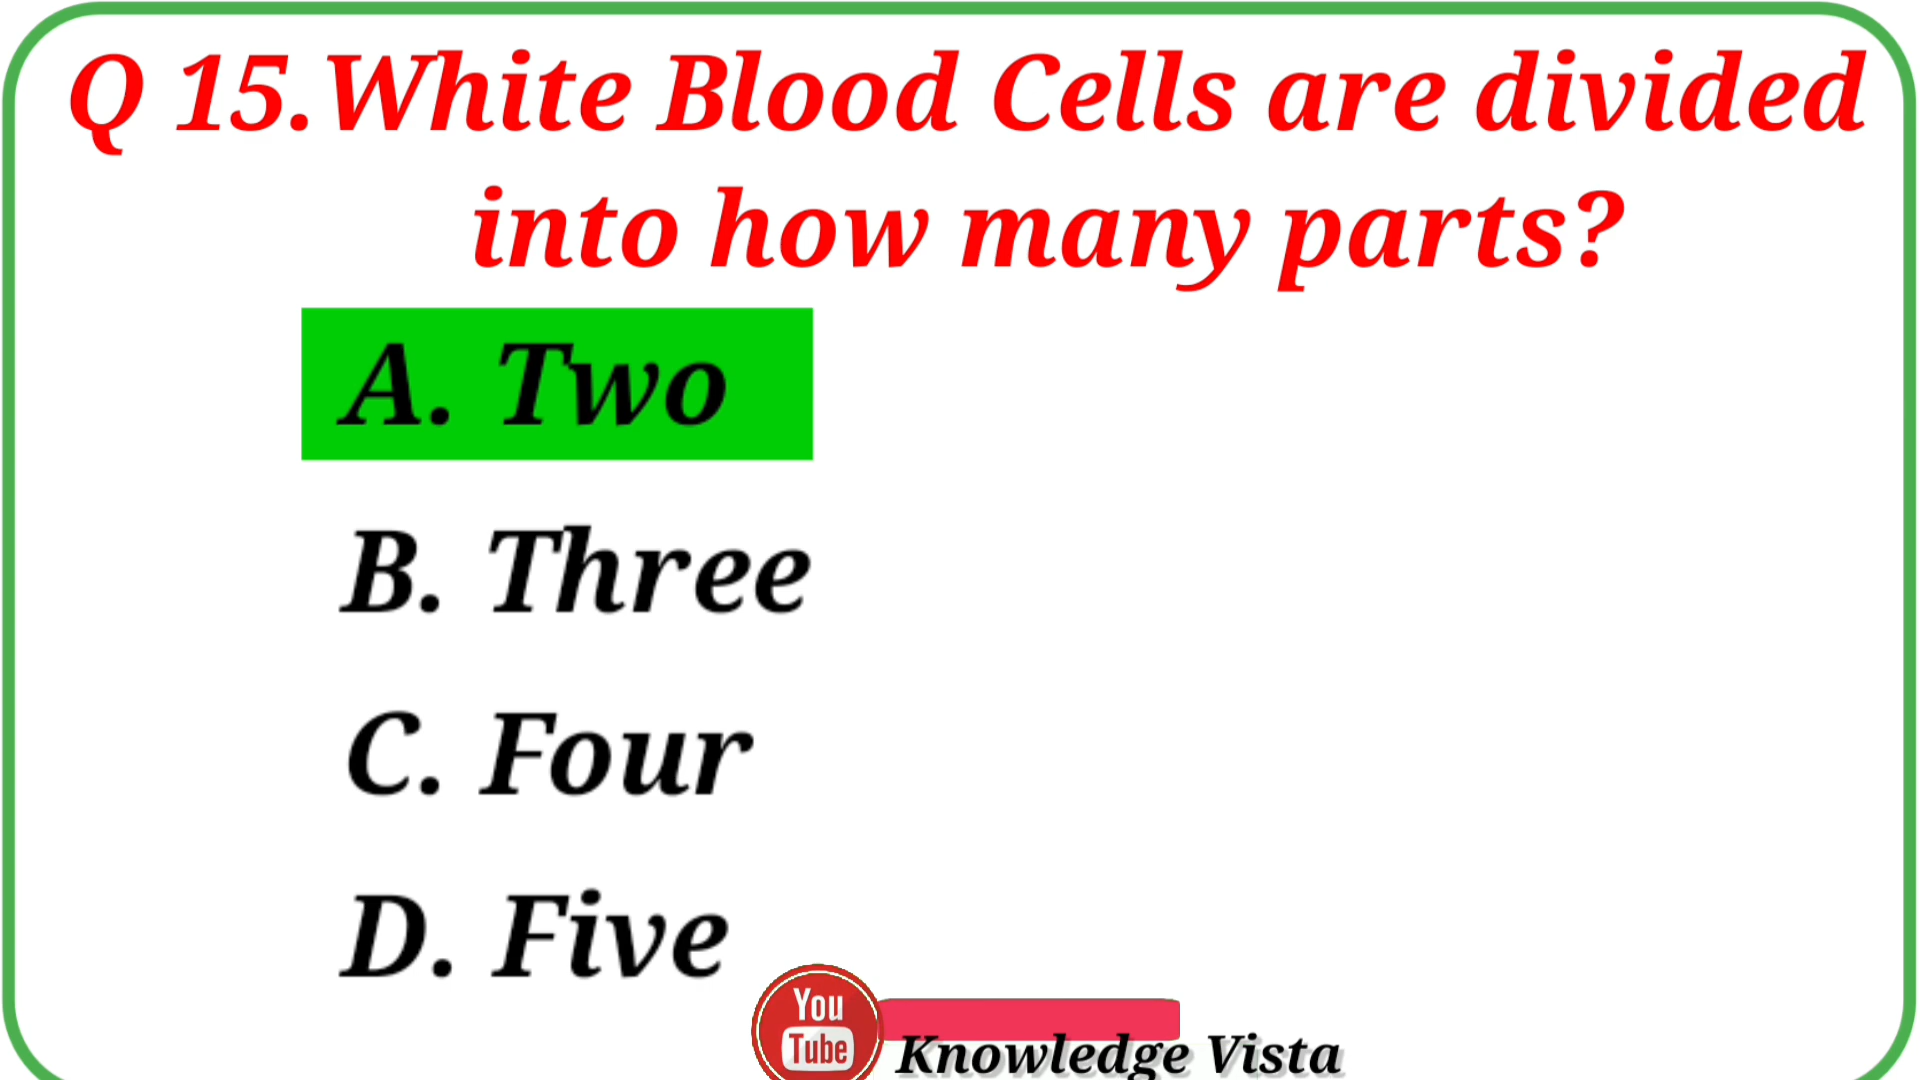 Q 15.White Blood Cells are divided
into how many parts?
A. Two
B. Three
C. Four
D. Five
You
Tube
Knowledge Vista